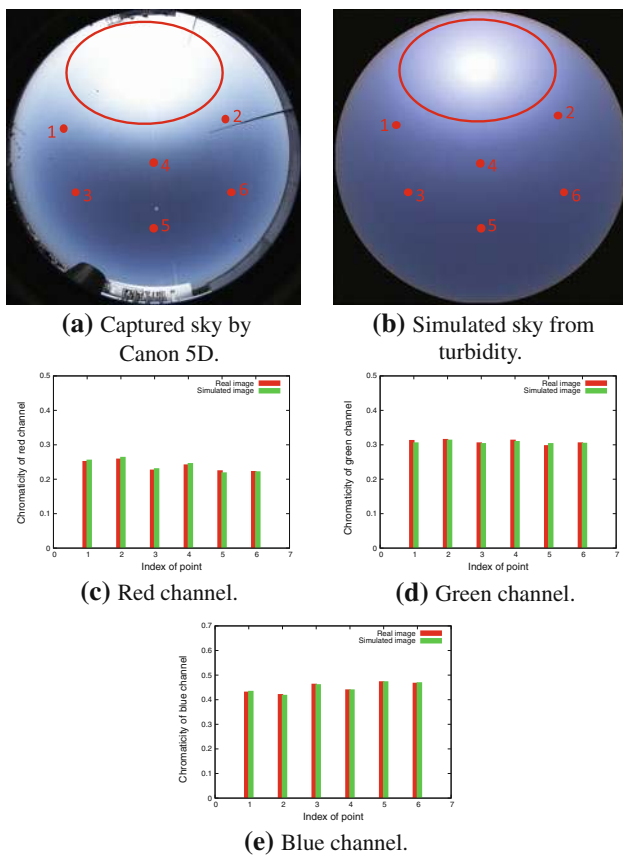 1
2
3
4
5
6
1
2
3
4
5
6
(a) Captured sky by
Canon 5D.
(b) Simulated sky from
turbidity.
0.5
0.4
0.3
0.2
0.1
0
0 1 2 3 4 5 6 7
Chromaticity of red channel
Index of point
Real image
Simulated image
(c) Red channel.
0.5
0.4
0.3
0.2
0.1
0
0 1 2 3 4 5 6 7
Chromaticity of green channel
Index of point
Real image
Simulated image
(d) Green channel.
0.7
0.6
0.5
0.4
0.3
0.2
0.1
0
0 1 2 3 4 5 6 7
Chromaticity of blue channel
Index of point
Real image
Simulated image
(e) Blue channel.